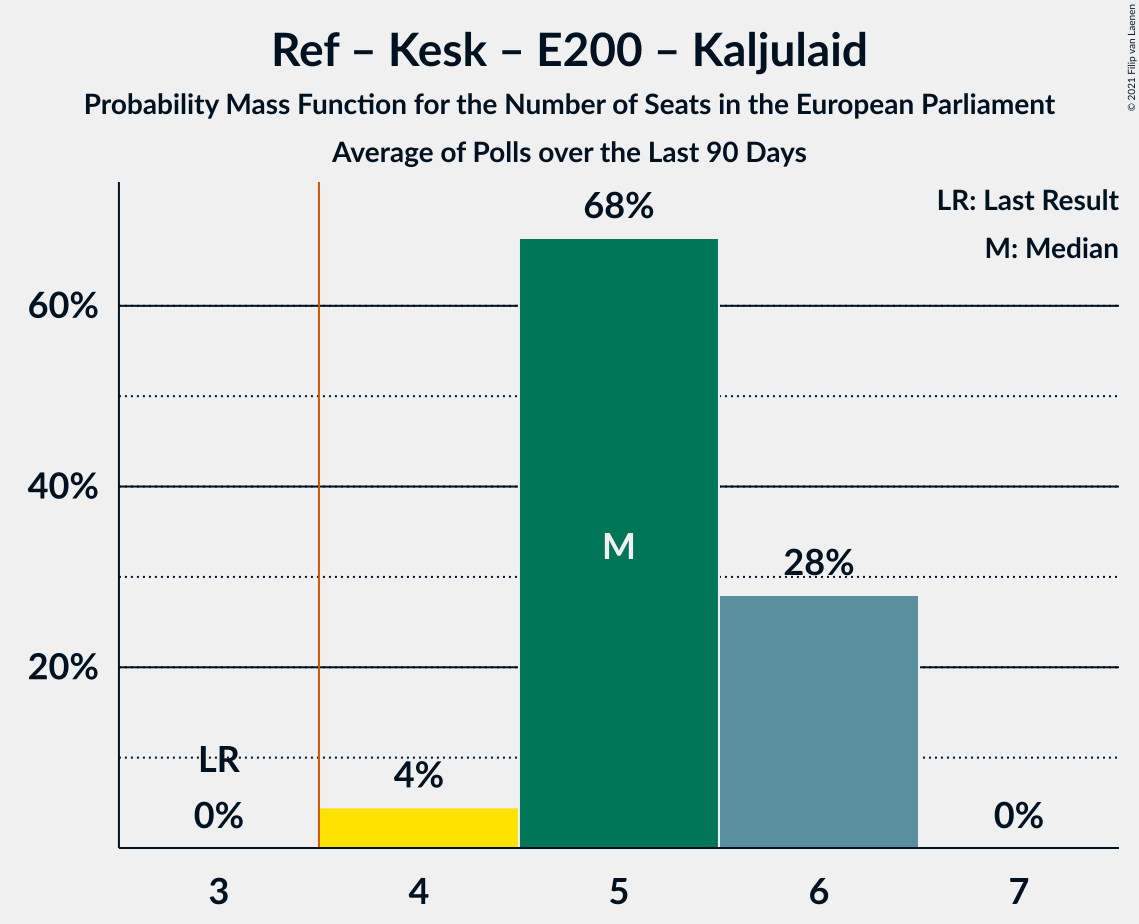 Ref – Kesk – E200 – Kaljulaid
Probability Mass Function for the Number of Seats in the European Parliament
Average of Polls over the Last 90 Days
© 2021 Filip van Laenen
LR: Last Result
M: Median
68%
60%
40%
M
28%
20%
LR
4%
0%
0%
3 4 5 6 7